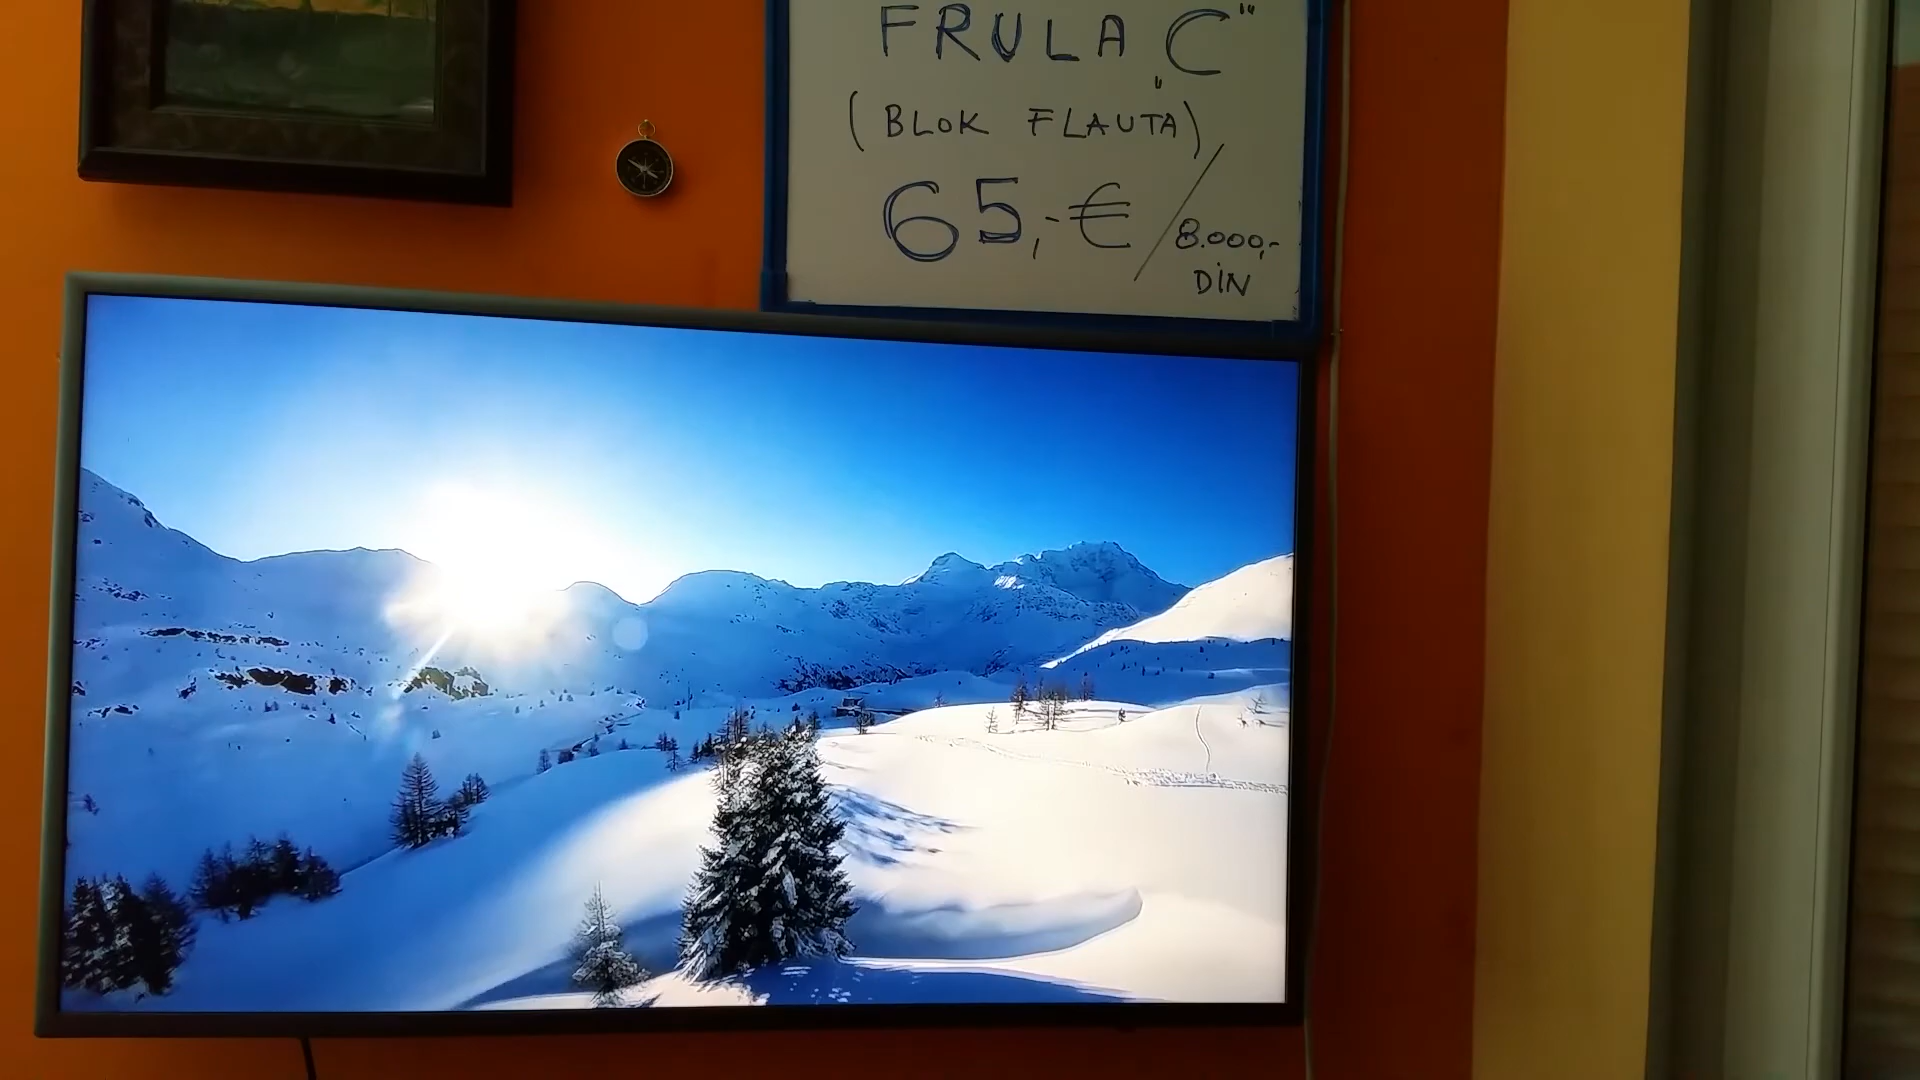 FRULA „C"
(BLOK FLAUTA)
65,-€ / 8.000,-
DIN